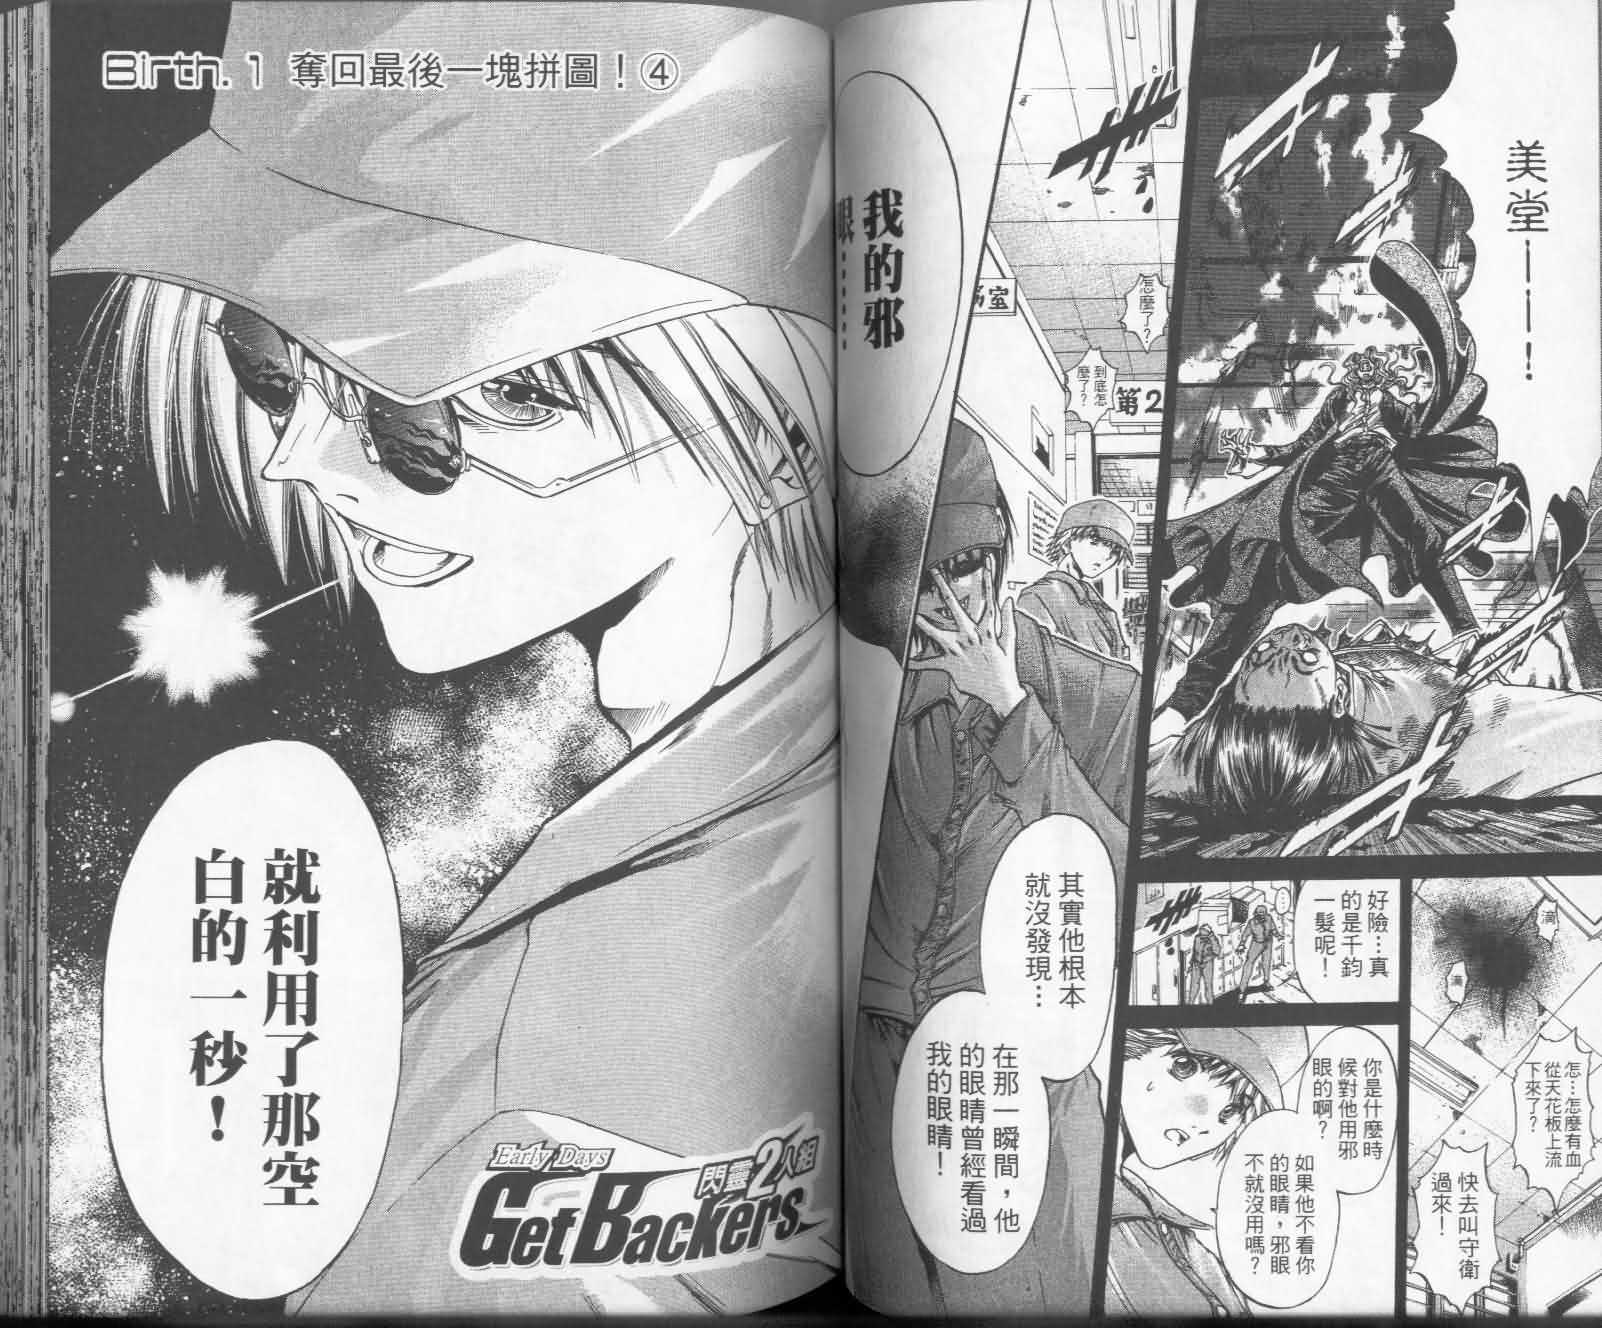 美堂———！
怎…怎麼有血
從天花板上流
下來了？
快去叫守衛
過來！
滴
滴
好險…真
的是千鈞
一髮呢！
你是什麼時
候對他用邪
眼的啊？
如果他不看你
的眼睛，邪眼
不就沒用嗎？
怎麼了？
到底怎
麼了？
第2
務室
其實他根本
就沒發現…
在那一瞬間，他
的眼睛曾經看過
我的眼睛！
我的邪
眼……
Birth.1 奪回最後一塊拼圖！④
就利用了那空
白的一秒！
Early Days
閃靈2人組
GetBackers